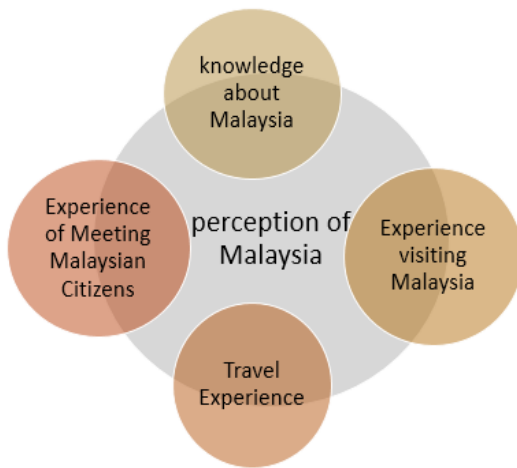 knowledge
about
Malaysia
Experience
of Meeting
Malaysian
Citizens
perception of
Malaysia
Experience
visiting
Malaysia
Travel
Experience